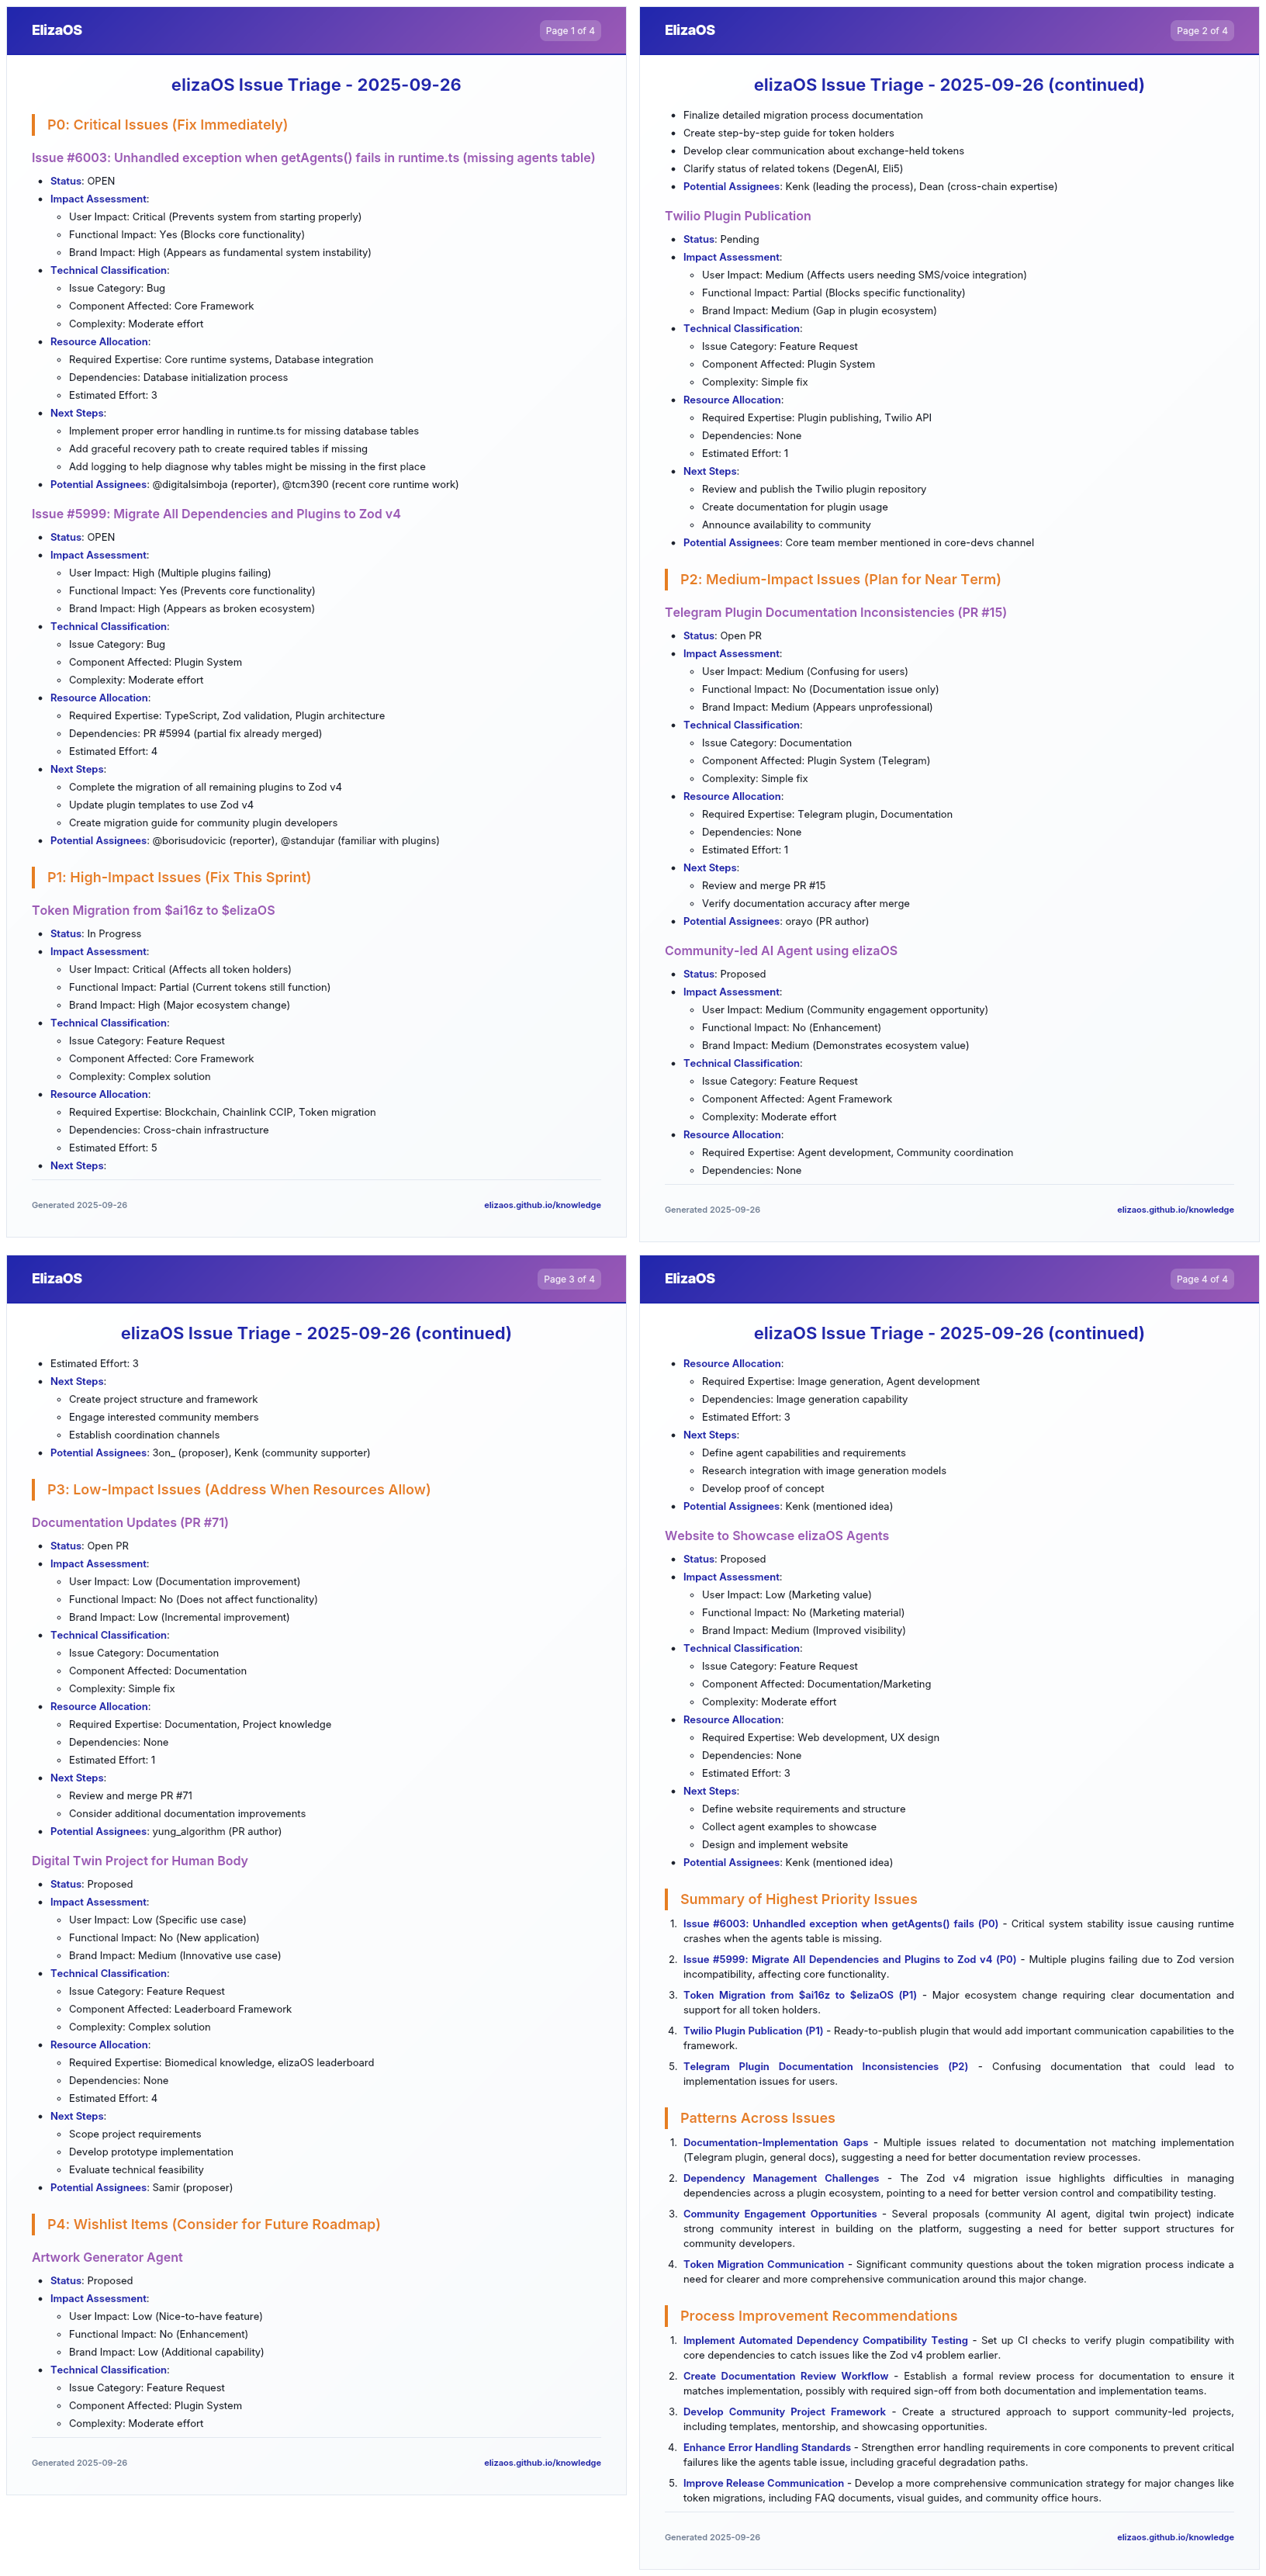 ElizaOS
Page 1 of 4
elizaOS Issue Triage - 2025-09-26
P0: Critical Issues (Fix Immediately)
Issue #6003: Unhandled exception when getAgents() fails in runtime.ts (missing agents table)
Status: OPEN
Impact Assessment:
User Impact: Critical (Prevents system from starting properly)
Functional Impact: Yes (Blocks core functionality)
Brand Impact: High (Appears as fundamental system instability)
Technical Classification:
Issue Category: Bug
Component Affected: Core Framework
Complexity: Moderate effort
Resource Allocation:
Required Expertise: Core runtime systems, Database integration
Dependencies: Database initialization process
Estimated Effort: 3
Next Steps:
Implement proper error handling in runtime.ts for missing database tables
Add graceful recovery path to create required tables if missing
Add logging to help diagnose why tables might be missing in the first place
Potential Assignees: @digitalsimboja (reporter), @tcm390 (recent core runtime work)
Issue #5999: Migrate All Dependencies and Plugins to Zod v4
Status: OPEN
Impact Assessment:
User Impact: High (Multiple plugins failing)
Functional Impact: Yes (Prevents core functionality)
Brand Impact: High (Appears as broken ecosystem)
Technical Classification:
Issue Category: Bug
Component Affected: Plugin System
Complexity: Moderate effort
Resource Allocation:
Required Expertise: TypeScript, Zod validation, Plugin architecture
Dependencies: PR #5994 (partial fix already merged)
Estimated Effort: 4
Next Steps:
Complete the migration of all remaining plugins to Zod v4
Update plugin templates to use Zod v4
Create migration guide for community plugin developers
Potential Assignees: @borisudovicic (reporter), @standujar (familiar with plugins)
P1: High-Impact Issues (Fix This Sprint)
Token Migration from $ai16z to $elizaOS
Status: In Progress
Impact Assessment:
User Impact: Critical (Affects all token holders)
Functional Impact: Partial (Current tokens still function)
Brand Impact: High (Major ecosystem change)
Technical Classification:
Issue Category: Feature Request
Component Affected: Core Framework
Complexity: Complex solution
Resource Allocation:
Required Expertise: Blockchain, Chainlink CCIP, Token migration
Dependencies: Cross-chain infrastructure
Estimated Effort: 5
Next Steps:
Generated 2025-09-26
elizaos.github.io/knowledge
ElizaOS
Page 2 of 4
elizaOS Issue Triage - 2025-09-26 (continued)
Finalize detailed migration process documentation
Create step-by-step guide for token holders
Develop clear communication about exchange-held tokens
Clarify status of related tokens (DegenAI, Eli5)
Potential Assignees: Kenk (leading the process), Dean (cross-chain expertise)
Twilio Plugin Publication
Status: Pending
Impact Assessment:
User Impact: Medium (Affects users needing SMS/voice integration)
Functional Impact: Partial (Blocks specific functionality)
Brand Impact: Medium (Gap in plugin ecosystem)
Technical Classification:
Issue Category: Feature Request
Component Affected: Plugin System
Complexity: Simple fix
Resource Allocation:
Required Expertise: Plugin publishing, Twilio API
Dependencies: None
Estimated Effort: 1
Next Steps:
Review and publish the Twilio plugin repository
Create documentation for plugin usage
Announce availability to community
Potential Assignees: Core team member mentioned in core-devs channel
P2: Medium-Impact Issues (Plan for Near Term)
Telegram Plugin Documentation Inconsistencies (PR #15)
Status: Open PR
Impact Assessment:
User Impact: Medium (Confusing for users)
Functional Impact: No (Documentation issue only)
Brand Impact: Medium (Appears unprofessional)
Technical Classification:
Issue Category: Documentation
Component Affected: Plugin System (Telegram)
Complexity: Simple fix
Resource Allocation:
Required Expertise: Telegram plugin, Documentation
Dependencies: None
Estimated Effort: 1
Next Steps:
Review and merge PR #15
Verify documentation accuracy after merge
Potential Assignees: orayo (PR author)
Community-led AI Agent using elizaOS
Status: Proposed
Impact Assessment:
User Impact: Medium (Community engagement opportunity)
Functional Impact: No (Enhancement)
Brand Impact: Medium (Demonstrates ecosystem value)
Technical Classification:
Issue Category: Feature Request
Component Affected: Agent Framework
Complexity: Moderate effort
Resource Allocation:
Required Expertise: Agent development, Community coordination
Dependencies: None
Generated 2025-09-26
elizaos.github.io/knowledge
ElizaOS
Page 3 of 4
elizaOS Issue Triage - 2025-09-26 (continued)
Estimated Effort: 3
Next Steps:
Create project structure and framework
Engage interested community members
Establish coordination channels
Potential Assignees: 3on_ (proposer), Kenk (community supporter)
P3: Low-Impact Issues (Address When Resources Allow)
Documentation Updates (PR #71)
Status: Open PR
Impact Assessment:
User Impact: Low (Documentation improvement)
Functional Impact: No (Does not affect functionality)
Brand Impact: Low (Incremental improvement)
Technical Classification:
Issue Category: Documentation
Component Affected: Documentation
Complexity: Simple fix
Resource Allocation:
Required Expertise: Documentation, Project knowledge
Dependencies: None
Estimated Effort: 1
Next Steps:
Review and merge PR #71
Consider additional documentation improvements
Potential Assignees: yung_algorithm (PR author)
Digital Twin Project for Human Body
Status: Proposed
Impact Assessment:
User Impact: Low (Specific use case)
Functional Impact: No (New application)
Brand Impact: Medium (Innovative use case)
Technical Classification:
Issue Category: Feature Request
Component Affected: Leaderboard Framework
Complexity: Complex solution
Resource Allocation:
Required Expertise: Biomedical knowledge, elizaOS leaderboard
Dependencies: None
Estimated Effort: 4
Next Steps:
Scope project requirements
Develop prototype implementation
Evaluate technical feasibility
Potential Assignees: Samir (proposer)
P4: Wishlist Items (Consider for Future Roadmap)
Artwork Generator Agent
Status: Proposed
Impact Assessment:
User Impact: Low (Nice-to-have feature)
Functional Impact: No (Enhancement)
Brand Impact: Low (Additional capability)
Technical Classification:
Issue Category: Feature Request
Component Affected: Plugin System
Complexity: Moderate effort
Generated 2025-09-26
elizaos.github.io/knowledge
ElizaOS
Page 4 of 4
elizaOS Issue Triage - 2025-09-26 (continued)
Resource Allocation:
Required Expertise: Image generation, Agent development
Dependencies: Image generation capability
Estimated Effort: 3
Next Steps:
Define agent capabilities and requirements
Research integration with image generation models
Develop proof of concept
Potential Assignees: Kenk (mentioned idea)
Website to Showcase elizaOS Agents
Status: Proposed
Impact Assessment:
User Impact: Low (Marketing value)
Functional Impact: No (Marketing material)
Brand Impact: Medium (Improved visibility)
Technical Classification:
Issue Category: Feature Request
Component Affected: Documentation/Marketing
Complexity: Moderate effort
Resource Allocation:
Required Expertise: Web development, UX design
Dependencies: None
Estimated Effort: 3
Next Steps:
Define website requirements and structure
Collect agent examples to showcase
Design and implement website
Potential Assignees: Kenk (mentioned idea)
Summary of Highest Priority Issues
1. Issue #6003: Unhandled exception when getAgents() fails (P0) - Critical system stability issue causing runtime
crashes when the agents table is missing.
2. Issue #5999: Migrate All Dependencies and Plugins to Zod v4 (P0) - Multiple plugins failing due to Zod version
incompatibility, affecting core functionality.
3. Token Migration from $ai16z to $elizaOS (P1) - Major ecosystem change requiring clear documentation and
support for all token holders.
4. Twilio Plugin Publication (P1) - Ready-to-publish plugin that would add important communication capabilities to the
framework.
5. Telegram Plugin Documentation Inconsistencies (P2) - Confusing documentation that could lead to
implementation issues for users.
Patterns Across Issues
1. Documentation-Implementation Gaps - Multiple issues related to documentation not matching implementation
(Telegram plugin, general docs), suggesting a need for better documentation review processes.
2. Dependency Management Challenges - The Zod v4 migration issue highlights difficulties in managing
dependencies across a plugin ecosystem, pointing to a need for better version control and compatibility testing.
3. Community Engagement Opportunities - Several proposals (community AI agent, digital twin project) indicate
strong community interest in building on the platform, suggesting a need for better support structures for
community developers.
4. Token Migration Communication - Significant community questions about the token migration process indicate a
need for clearer and more comprehensive communication around this major change.
Process Improvement Recommendations
1. Implement Automated Dependency Compatibility Testing - Set up CI checks to verify plugin compatibility with
core dependencies to catch issues like the Zod v4 problem earlier.
2. Create Documentation Review Workflow - Establish a formal review process for documentation to ensure it
matches implementation, possibly with required sign-off from both documentation and implementation teams.
3. Develop Community Project Framework - Create a structured approach to support community-led projects,
including templates, mentorship, and showcasing opportunities.
4. Enhance Error Handling Standards - Strengthen error handling requirements in core components to prevent critical
failures like the agents table issue, including graceful degradation paths.
5. Improve Release Communication - Develop a more comprehensive communication strategy for major changes like
token migrations, including FAQ documents, visual guides, and community office hours.
Generated 2025-09-26
elizaos.github.io/knowledge